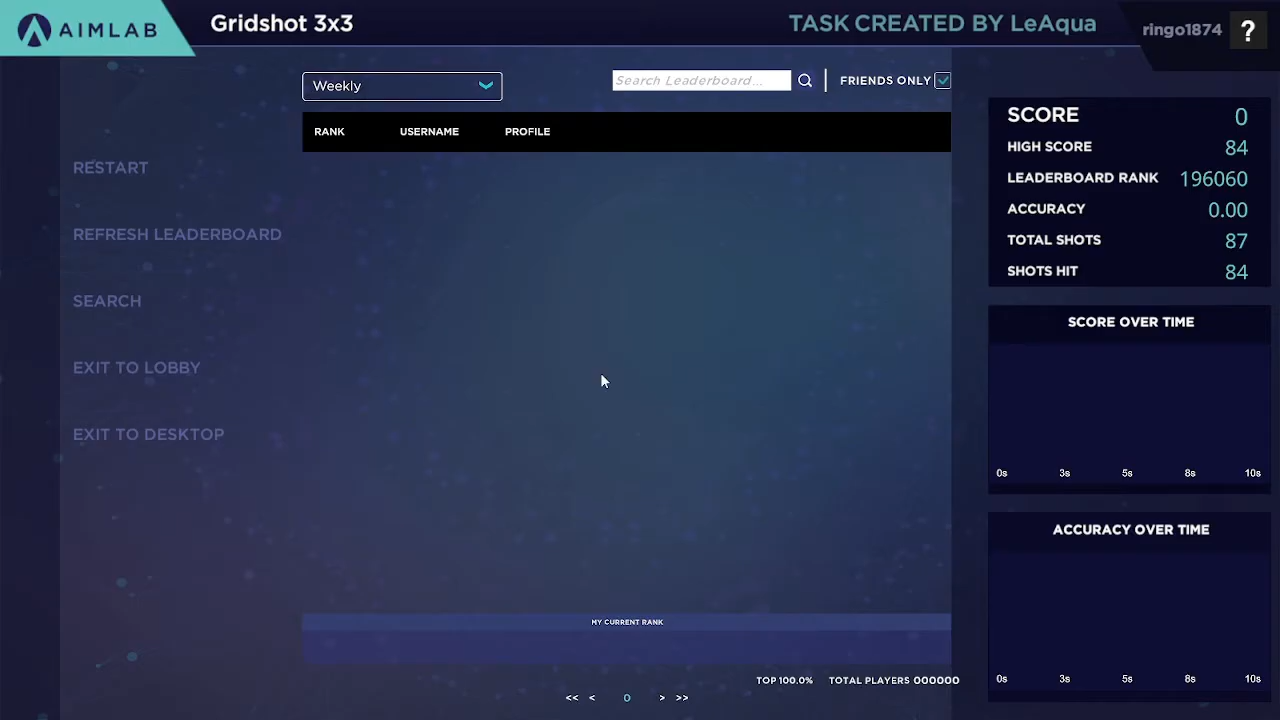 AIMLAB
Gridshot 3x3
TASK CREATED BY LeAqua
ringo1874
?
Weekly
Search Leaderboard...
FRIENDS ONLY
RANK USERNAME PROFILE
RESTART
REFRESH LEADERBOARD
SEARCH
EXIT TO LOBBY
EXIT TO DESKTOP
MY CURRENT RANK
TOP 100.0% TOTAL PLAYERS 000000
<< < 0 > >>
SCORE 0
HIGH SCORE 84
LEADERBOARD RANK 196060
ACCURACY 0.00
TOTAL SHOTS 87
SHOTS HIT 84
SCORE OVER TIME
0s 3s 5s 8s 10s
ACCURACY OVER TIME
0s 3s 5s 8s 10s